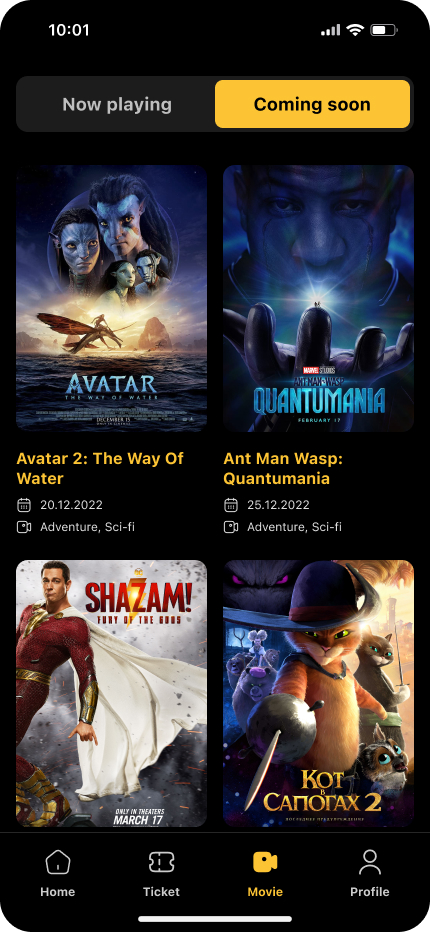 10:01
Now playing
Coming soon
AVATAR
THE WAY OF WATER
DECEMBER 15
MARVEL STUDIOS
ANT-MAN AND THE WASP
QUANTUMANIA
FEBRUARY 17
Avatar 2: The Way Of
Water
20.12.2022
Adventure, Sci-fi
Ant Man Wasp:
Quantumania
25.12.2022
Adventure, Sci-fi
SHAZAM!
FURY OF THE GODS
ONLY IN THEATERS
MARCH 17
КОТ
В
САПОГАХ 2
ПОСЛЕДНЕЕ ЖЕЛАНИЕ
Home
Ticket
Movie
Profile